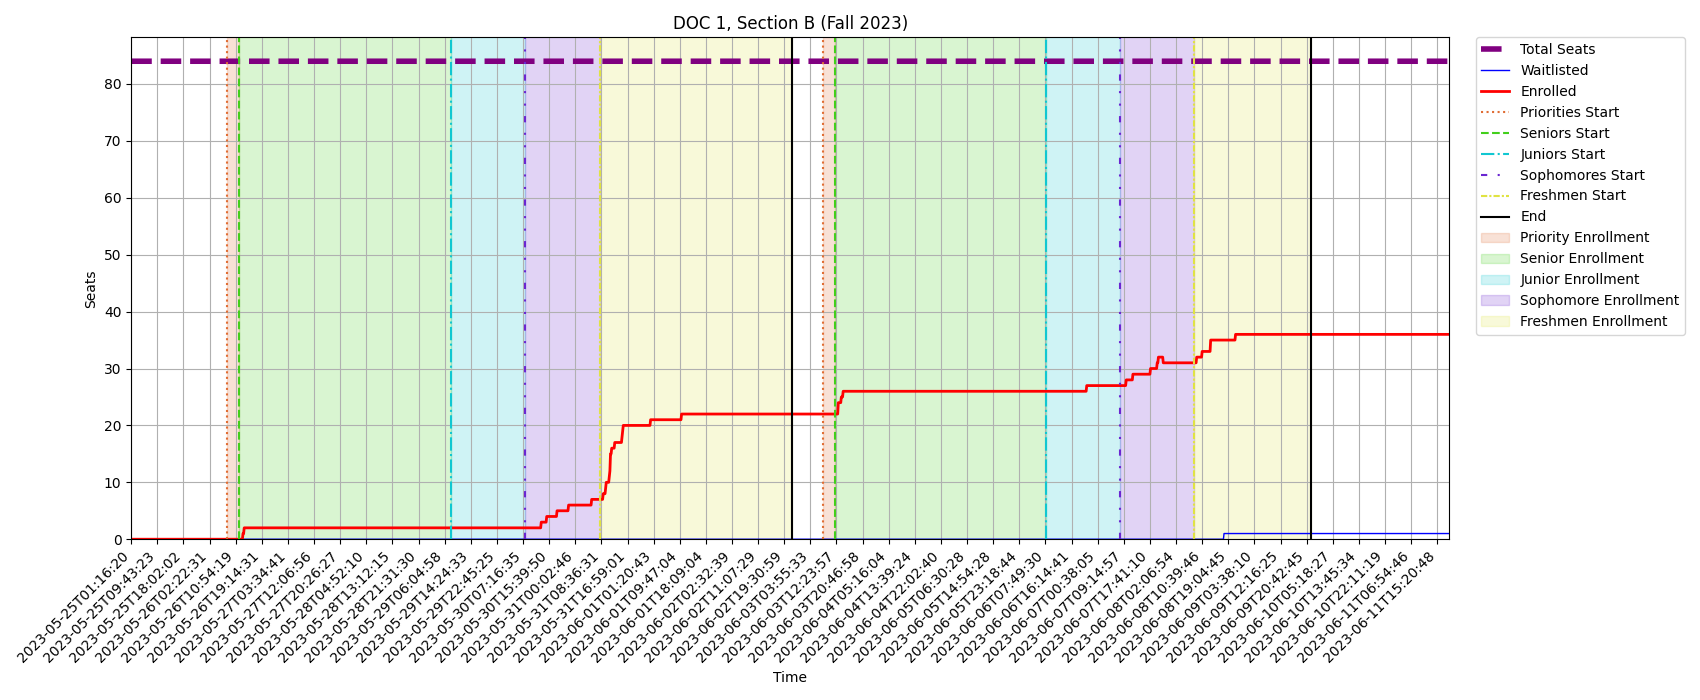 DOC 1, Section B (Fall 2023)
Seats
80
70
60
50
40
30
20
10
0
2023-05-25T01:16:20
2023-05-25T09:43:23
2023-05-25T18:02:02
2023-05-26T02:22:31
2023-05-26T10:54:19
2023-05-26T19:14:31
2023-05-27T03:34:41
2023-05-27T12:06:56
2023-05-27T20:26:27
2023-05-28T04:52:10
2023-05-28T13:12:15
2023-05-28T21:31:30
2023-05-29T06:04:58
2023-05-29T14:24:33
2023-05-29T22:45:25
2023-05-30T07:16:35
2023-05-30T15:39:50
2023-05-31T00:02:46
2023-05-31T08:36:31
2023-05-31T16:59:01
2023-06-01T01:20:43
2023-06-01T09:47:04
2023-06-01T18:09:04
2023-06-02T02:32:39
2023-06-02T11:07:29
2023-06-02T19:30:59
2023-06-03T03:55:33
2023-06-03T12:23:57
2023-06-03T20:46:58
2023-06-04T05:16:04
2023-06-04T13:39:24
2023-06-04T22:02:40
2023-06-05T06:30:28
2023-06-05T14:54:28
2023-06-05T23:18:44
2023-06-06T07:49:30
2023-06-06T16:14:41
2023-06-07T00:38:05
2023-06-07T09:14:57
2023-06-07T17:41:10
2023-06-08T02:06:54
2023-06-08T10:39:46
2023-06-08T19:04:45
2023-06-09T03:38:10
2023-06-09T12:16:25
2023-06-09T20:42:45
2023-06-10T05:18:27
2023-06-10T13:45:34
2023-06-10T22:11:19
2023-06-11T06:54:46
2023-06-11T15:20:48
Time
Total Seats
Waitlisted
Enrolled
Priorities Start
Seniors Start
Juniors Start
Sophomores Start
Freshmen Start
End
Priority Enrollment
Senior Enrollment
Junior Enrollment
Sophomore Enrollment
Freshmen Enrollment